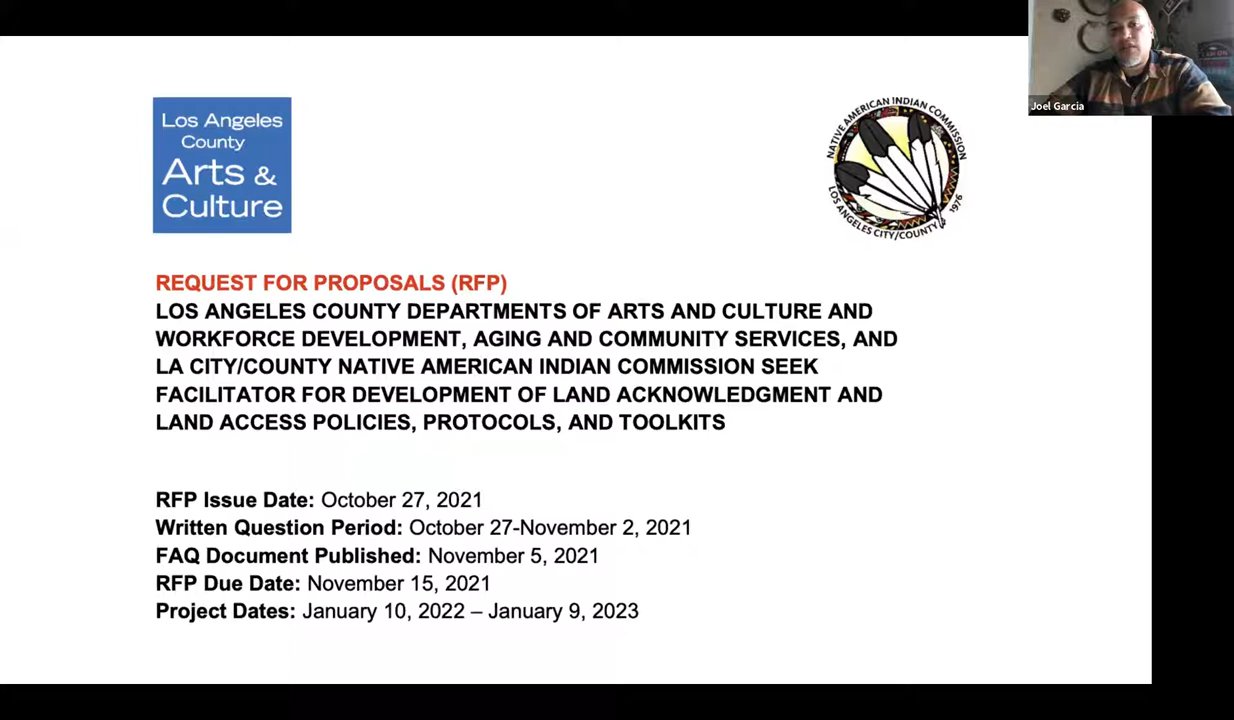 Joel Garcia
Los Angeles
County
Arts &
Culture
NATIVE AMERICAN INDIAN COMMISSION
LOS ANGELES CITY/COUNTY
1976
REQUEST FOR PROPOSALS (RFP)
LOS ANGELES COUNTY DEPARTMENTS OF ARTS AND CULTURE AND
WORKFORCE DEVELOPMENT, AGING AND COMMUNITY SERVICES, AND
LA CITY/COUNTY NATIVE AMERICAN INDIAN COMMISSION SEEK
FACILITATOR FOR DEVELOPMENT OF LAND ACKNOWLEDGMENT AND
LAND ACCESS POLICIES, PROTOCOLS, AND TOOLKITS
RFP Issue Date: October 27, 2021
Written Question Period: October 27-November 2, 2021
FAQ Document Published: November 5, 2021
RFP Due Date: November 15, 2021
Project Dates: January 10, 2022 – January 9, 2023